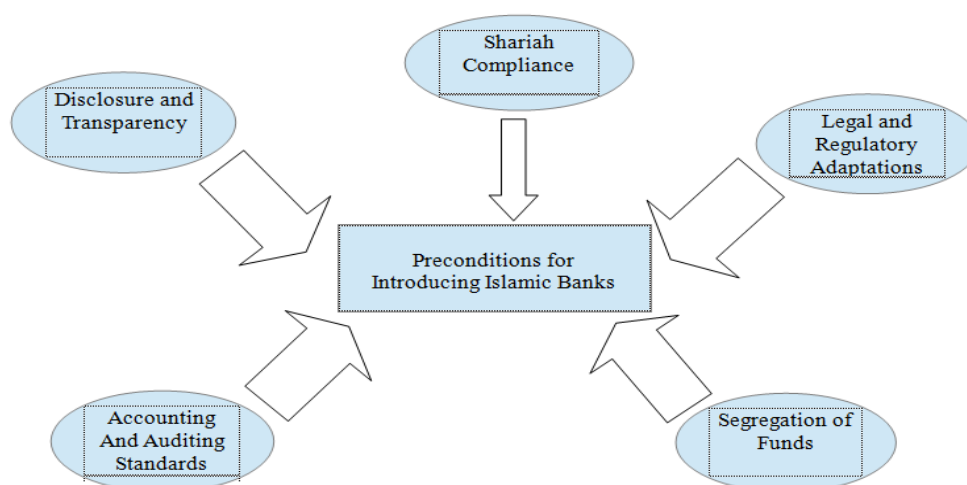 Shariah
Compliance
Disclosure and
Transparency
Legal and
Regulatory
Adaptations
Preconditions for
Introducing Islamic Banks
Accounting
And Auditing
Standards
Segregation of
Funds